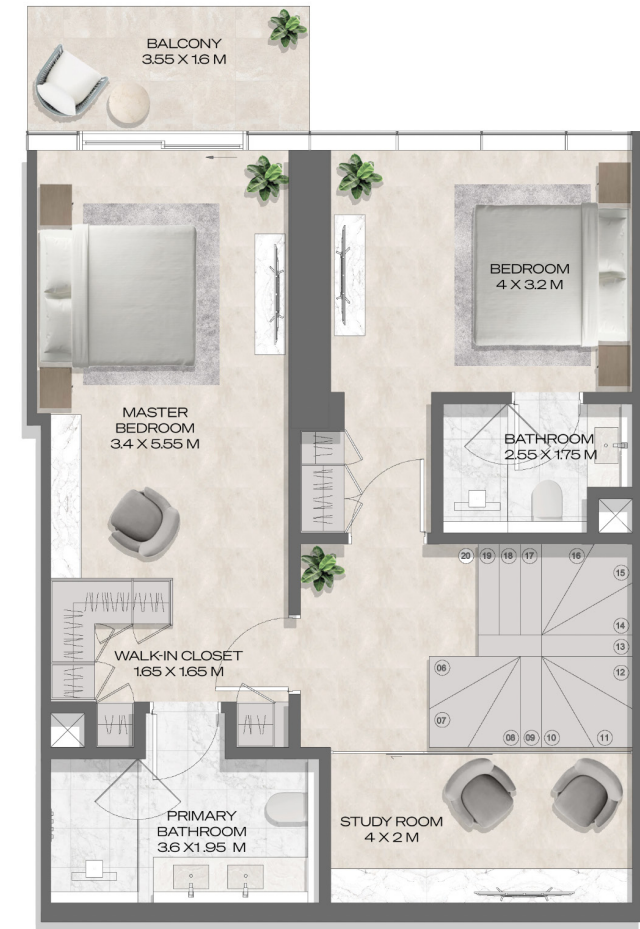 BALCONY
3.55 X 1.6 M
BEDROOM
4 X 3.2 M
MASTER
BEDROOM
3.4 X 5.55 M
BATHROOM
2.55 X 1.75 M
20 19 18 17 16
15
14
13
12
WALK-IN CLOSET
1.65 X 1.65 M
06
07
08 09 10 11
PRIMARY
BATHROOM
3.6 X1.95 M
STUDY ROOM
4 X 2 M